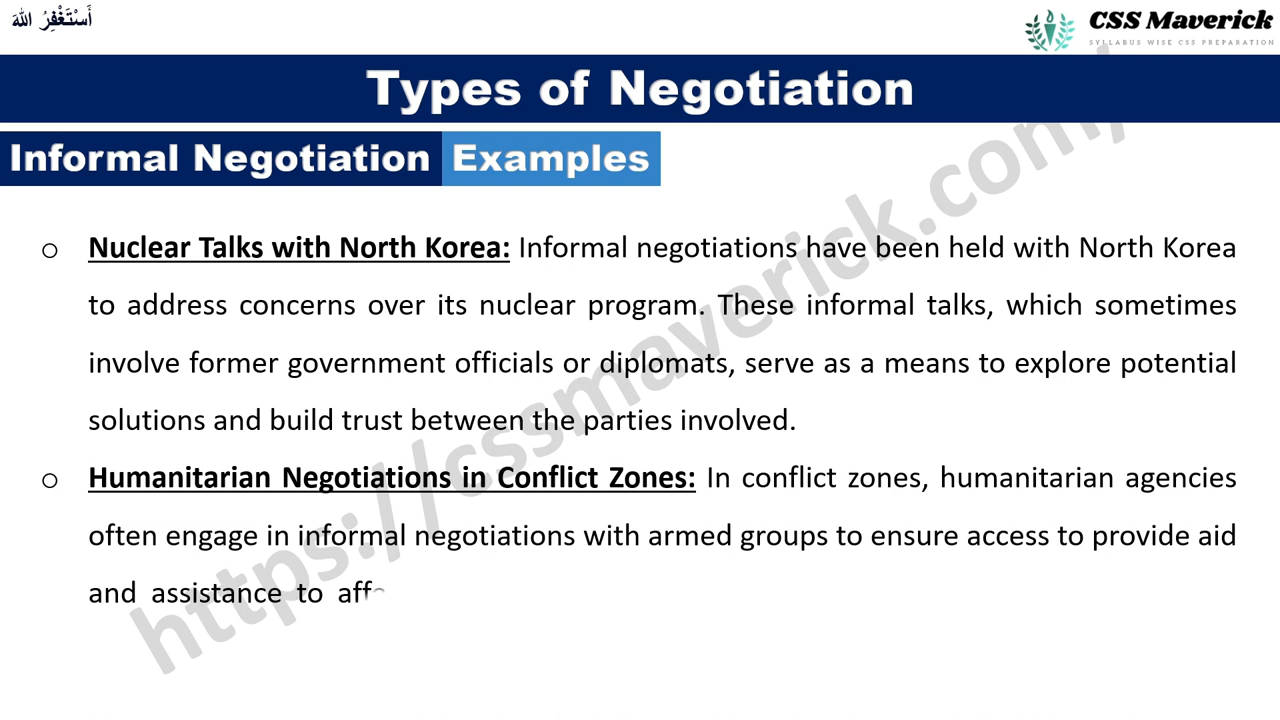 أَسْتَغْفِرُ اللهَ
CSS Maverick
SYLLABUS WISE CSS PREPARATION
Types of Negotiation
Informal Negotiation Examples
o Nuclear Talks with North Korea: Informal negotiations have been held with North Korea
to address concerns over its nuclear program. These informal talks, which sometimes
involve former government officials or diplomats, serve as a means to explore potential
solutions and build trust between the parties involved.
o Humanitarian Negotiations in Conflict Zones: In conflict zones, humanitarian agencies
often engage in informal negotiations with armed groups to ensure access to provide aid
and assistance to
https://cssmaverick.com/